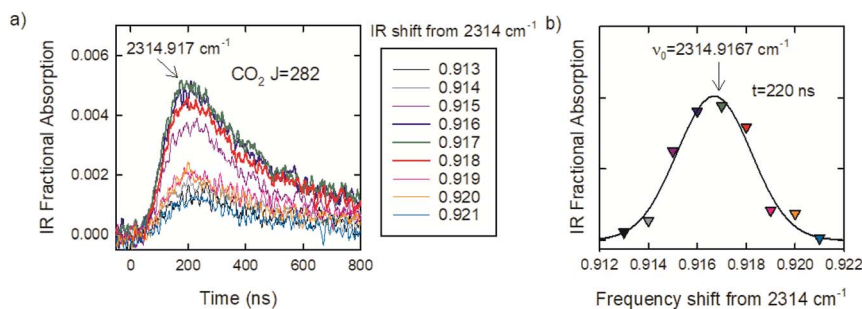 a)
IR Fractional Absorption
0.006
0.004
0.002
0.000
2314.917 cm⁻¹
CO₂ J=282
0 200 400 600 800
Time (ns)
IR shift from 2314 cm⁻¹
0.913
0.914
0.915
0.916
0.917
0.918
0.919
0.920
0.921
b)
IR Fractional Absorption
ν₀=2314.9167 cm⁻¹
t=220 ns
0.912 0.914 0.916 0.918 0.920 0.922
Frequency shift from 2314 cm⁻¹